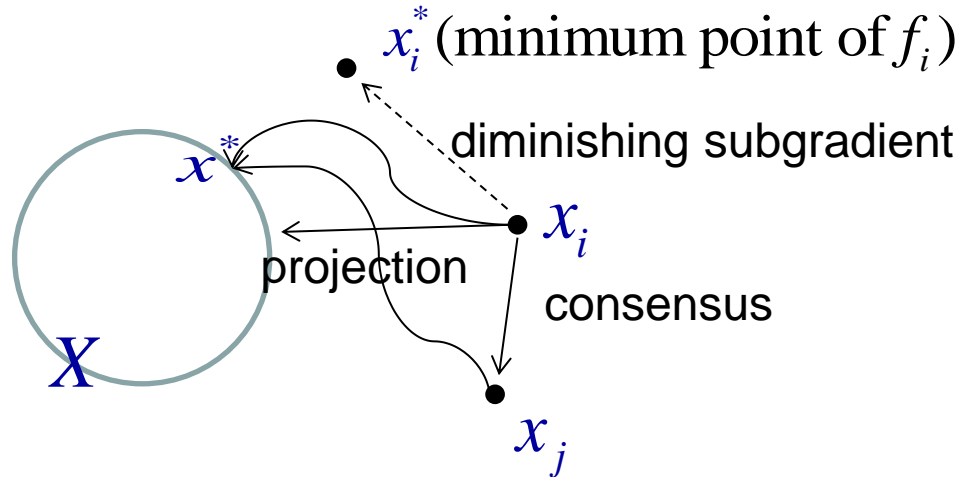 x_i^* (minimum point of f_i)
diminishing subgradient
x^*
x_i
projection
consensus
X
x_j